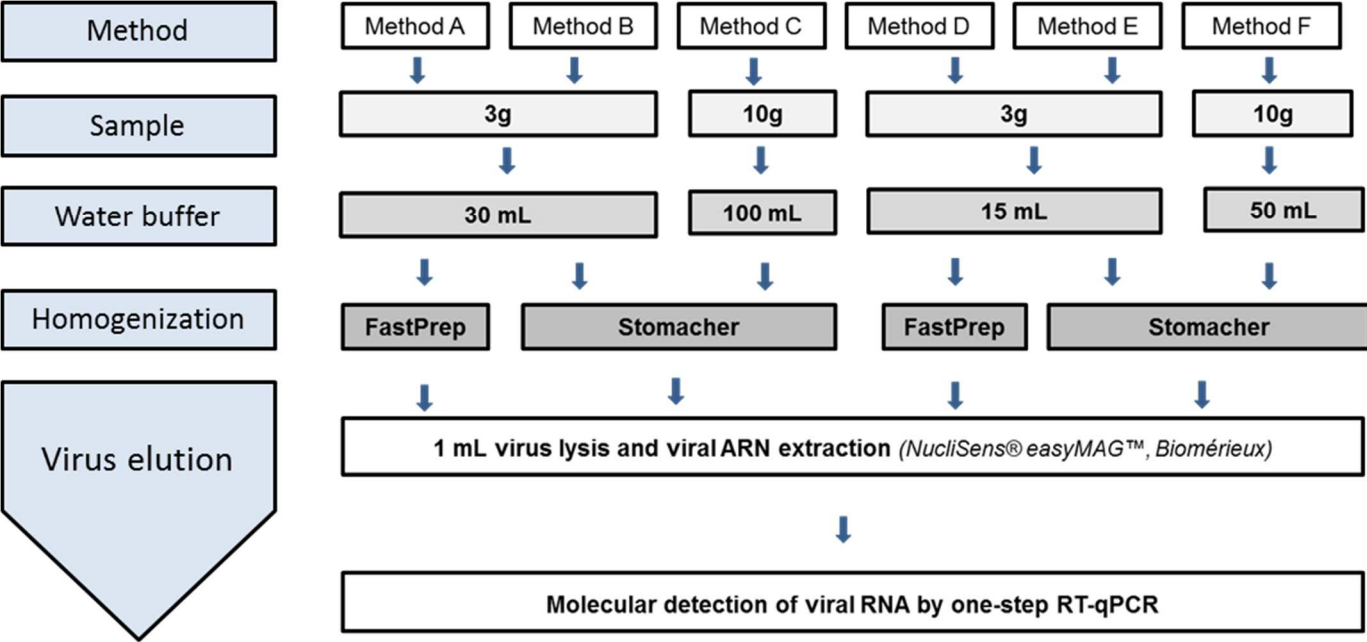 Method
Method A
Method B
Method C
Method D
Method E
Method F
Sample
3g
10g
3g
10g
Water buffer
30 mL
100 mL
15 mL
50 mL
Homogenization
FastPrep
Stomacher
FastPrep
Stomacher
Virus elution
1 mL virus lysis and viral ARN extraction (NucliSens® easyMAG™, Biomérieux)
Molecular detection of viral RNA by one-step RT-qPCR